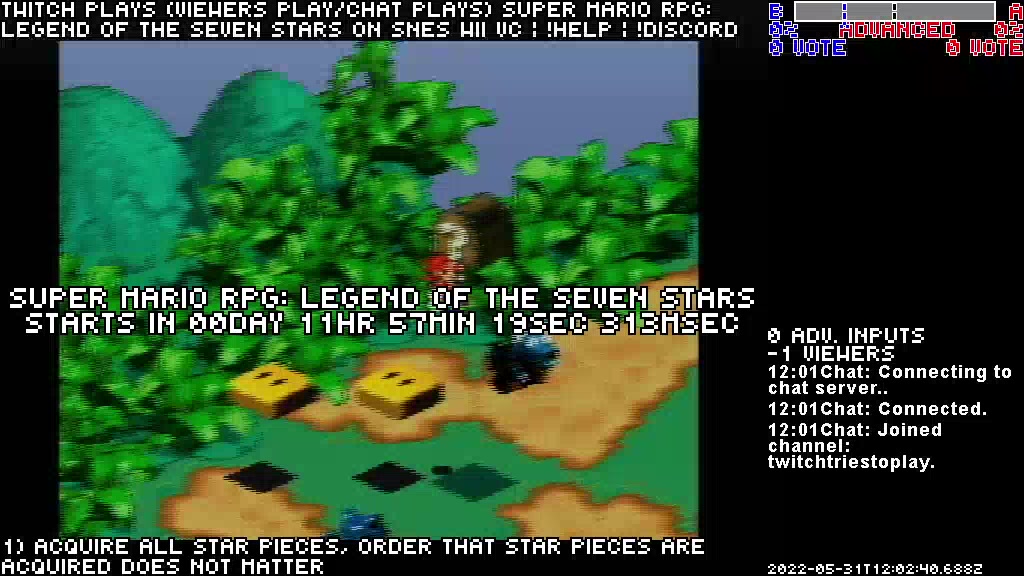 TWITCH PLAYS (VIEWERS PLAY/CHAT PLAYS) SUPER MARIO RPG:
LEGEND OF THE SEVEN STARS ON SNES WII VC ¦ !HELP ¦ !DISCORD
B A
0% ADVANCED 0%
0 VOTE 0 VOTE
SUPER MARIO RPG: LEGEND OF THE SEVEN STARS
STARTS IN 00DAY 11HR 57MIN 19SEC 313MSEC
0 ADV. INPUTS
-1 VIEWERS
12:01Chat: Connecting to
chat server..
12:01Chat: Connected.
12:01Chat: Joined
channel:
twitchtriestoplay.
1) ACQUIRE ALL STAR PIECES, ORDER THAT STAR PIECES ARE
ACQUIRED DOES NOT MATTER
2022-05-31T12:02:40.688Z